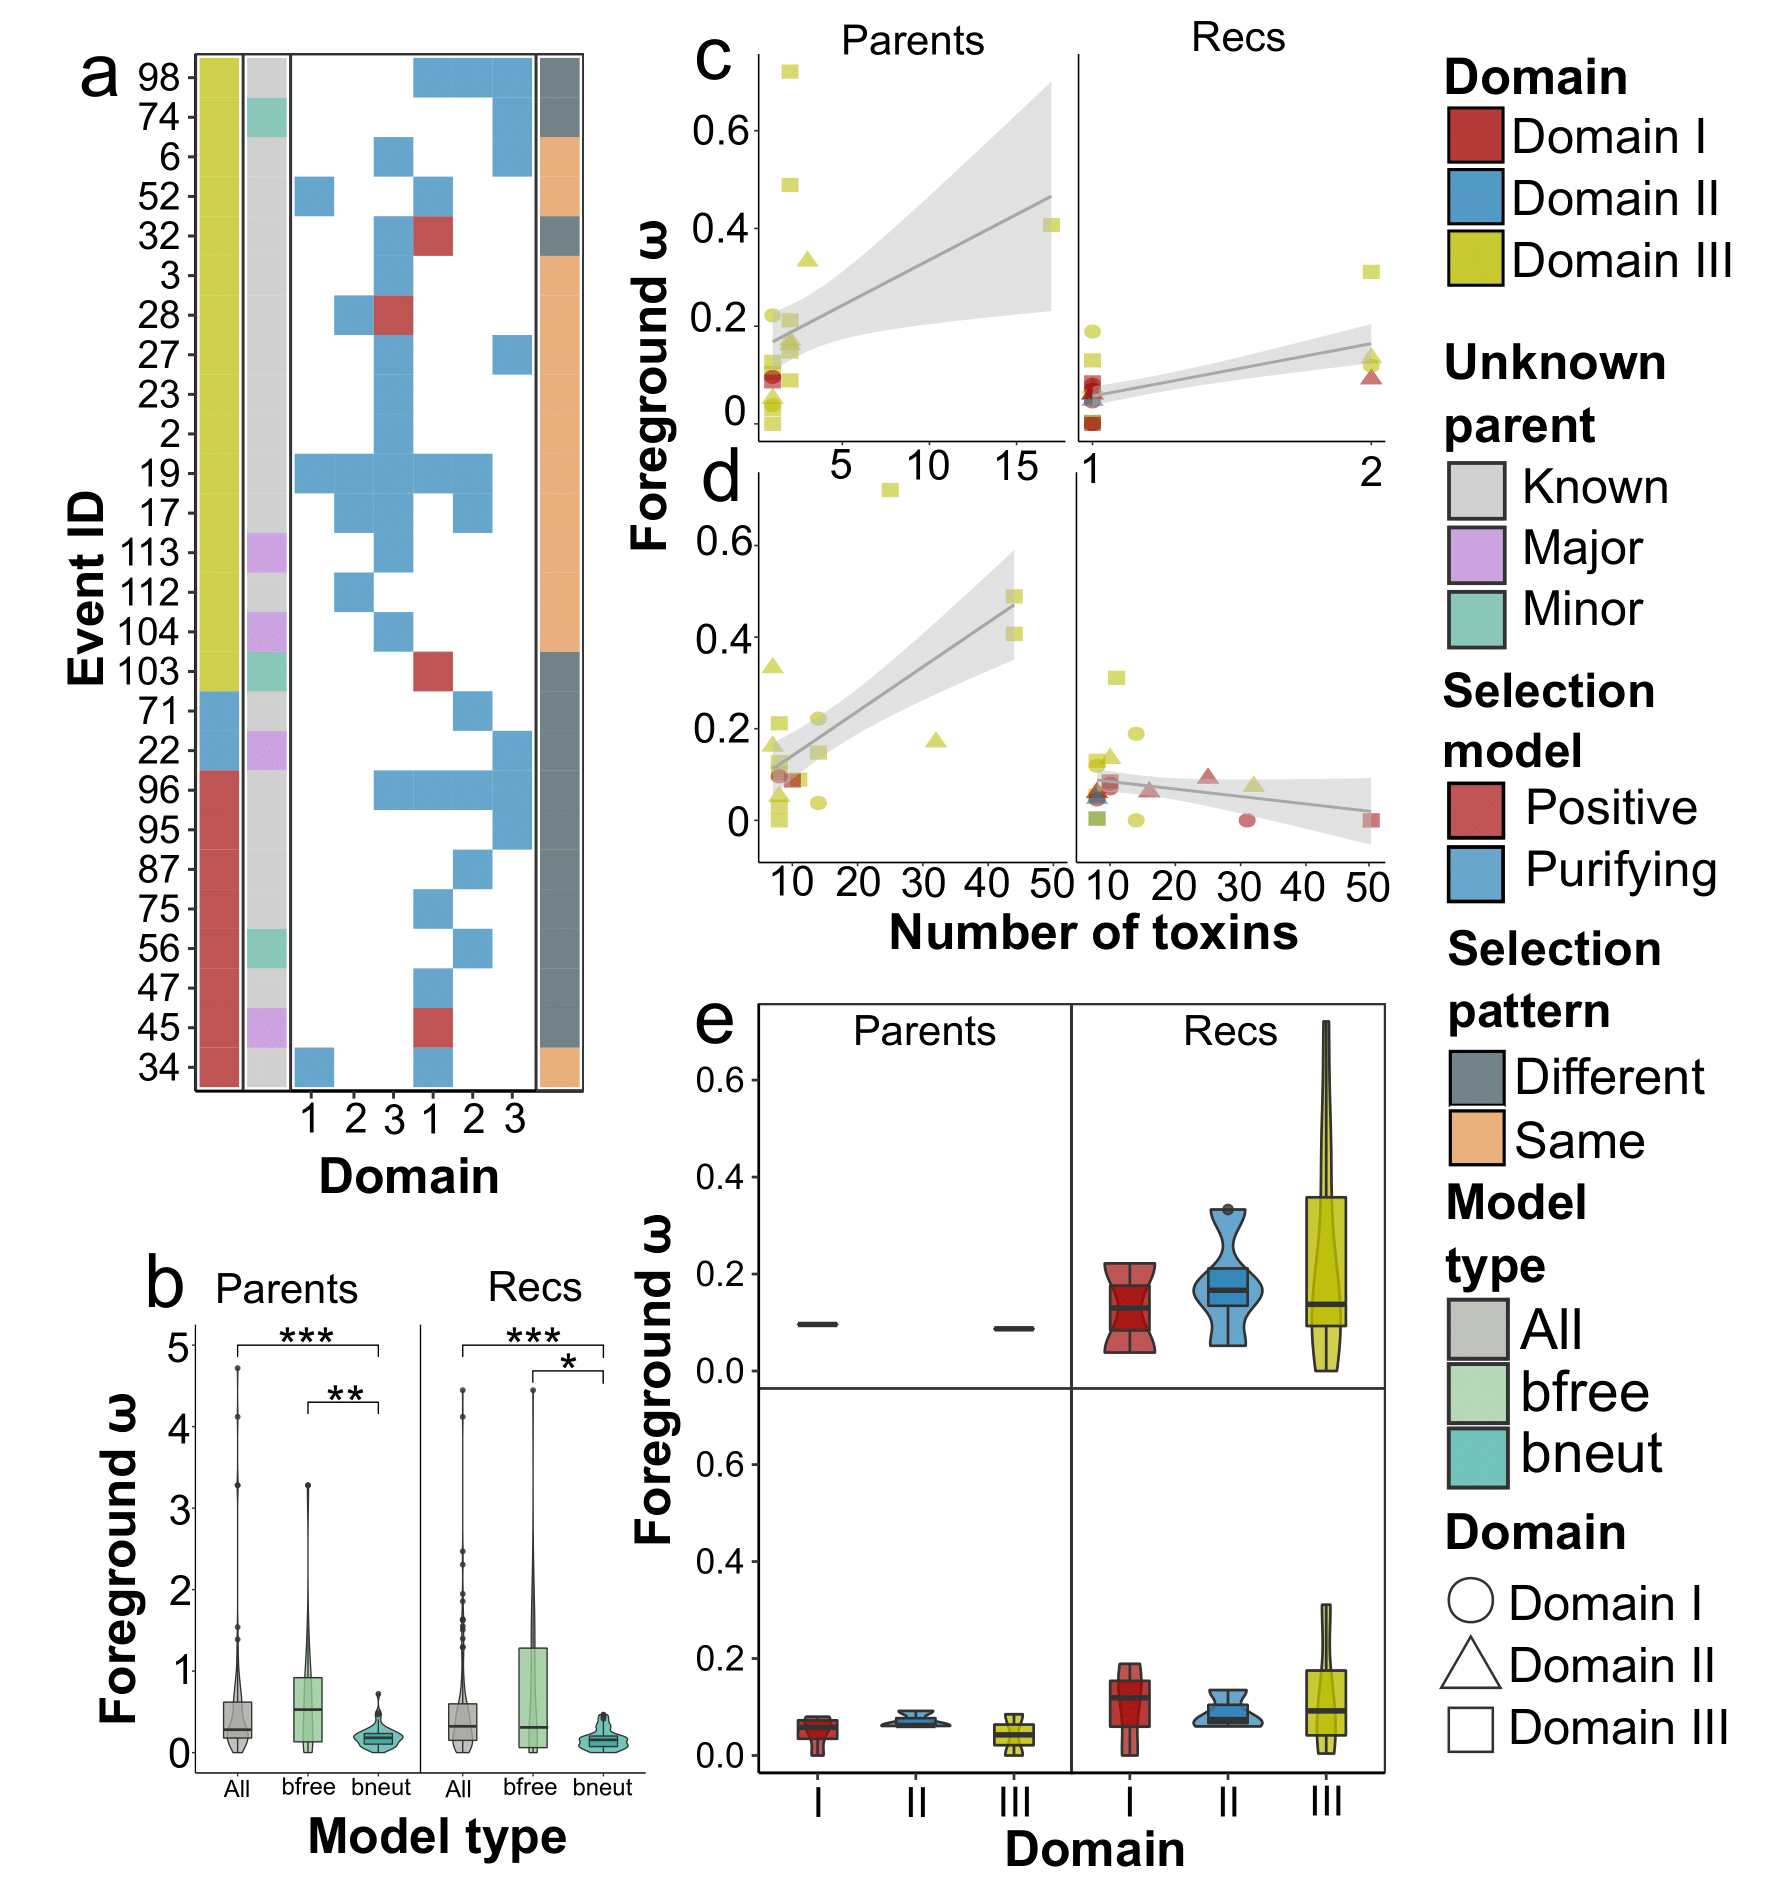 a
98
74
6
52
32
3
28
27
23
2
19
17
113
112
104
103
71
22
96
95
87
75
56
47
45
34
Event ID
1 2 3 1 2 3
Domain
b
Parents Recs
*** ***
** *
5
4
3
2
1
0
Foreground ω
All bfree bneut All bfree bneut
Model type
c
Parents Recs
0.6
0.4
0.2
0
5 10 15 1 2
Foreground ω
d
0.6
0.4
0.2
0
10 20 30 40 50 10 20 30 40 50
Number of toxins
e
Parents Recs
0.6
0.4
0.2
0.0
0.6
0.4
0.2
0.0
Foreground ω
I II III I II III
Domain
Domain
Domain I
Domain II
Domain III
Unknown
parent
Known
Major
Minor
Selection
model
Positive
Purifying
Selection
pattern
Different
Same
Model
type
All
bfree
bneut
Domain
Domain I
Domain II
Domain III